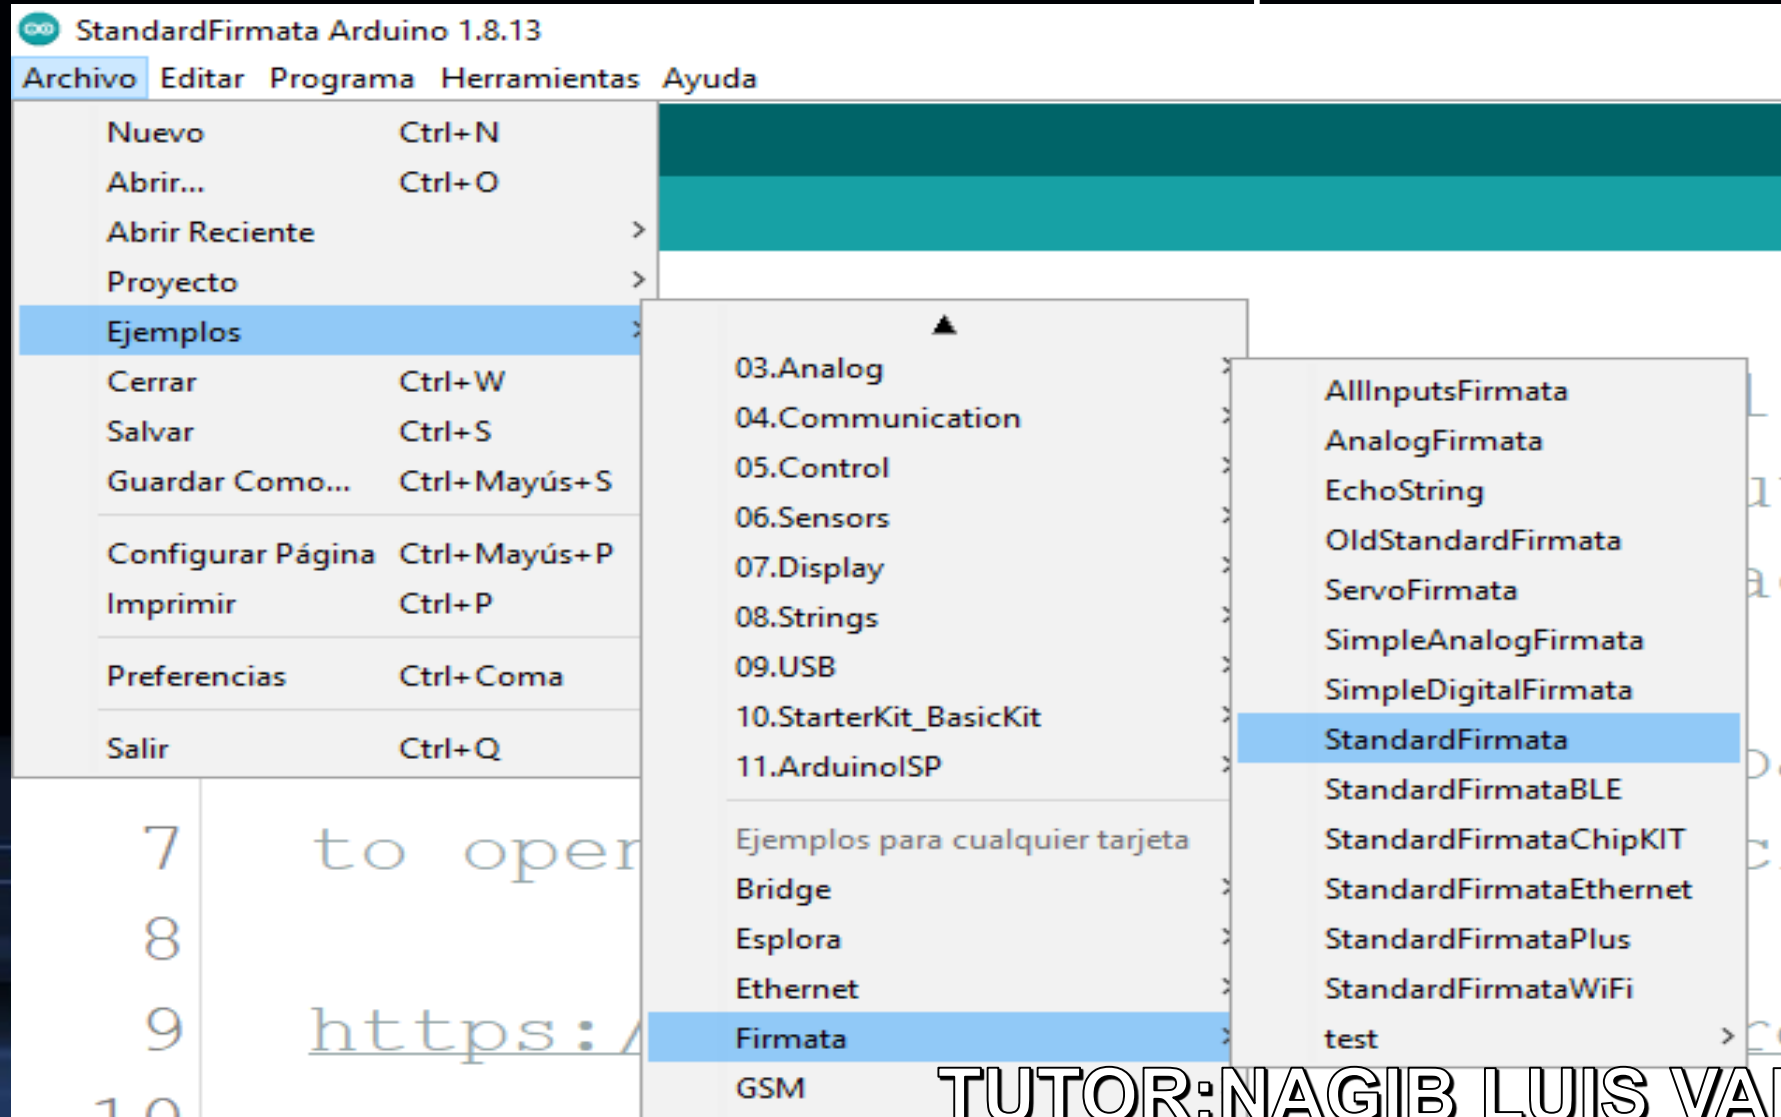 StandardFirmata Arduino 1.8.13
Archivo Editar Programa Herramientas Ayuda
Nuevo Ctrl+N
Abrir... Ctrl+O
Abrir Reciente
Proyecto
Ejemplos
Cerrar Ctrl+W
Salvar Ctrl+S
Guardar Como... Ctrl+Mayús+S
Configurar Página Ctrl+Mayús+P
Imprimir Ctrl+P
Preferencias Ctrl+Coma
Salir Ctrl+Q
03.Analog
04.Communication
05.Control
06.Sensors
07.Display
08.Strings
09.USB
10.StarterKit_BasicKit
11.ArduinoISP
Ejemplos para cualquier tarjeta
Bridge
Esplora
Ethernet
Firmata
GSM
AllInputsFirmata
AnalogFirmata
EchoString
OldStandardFirmata
ServoFirmata
SimpleAnalogFirmata
SimpleDigitalFirmata
StandardFirmata
StandardFirmataBLE
StandardFirmataChipKIT
StandardFirmataEthernet
StandardFirmataPlus
StandardFirmataWiFi
test
7 to oper
8
9 https:/
10
TUTOR:NAGIB LUIS